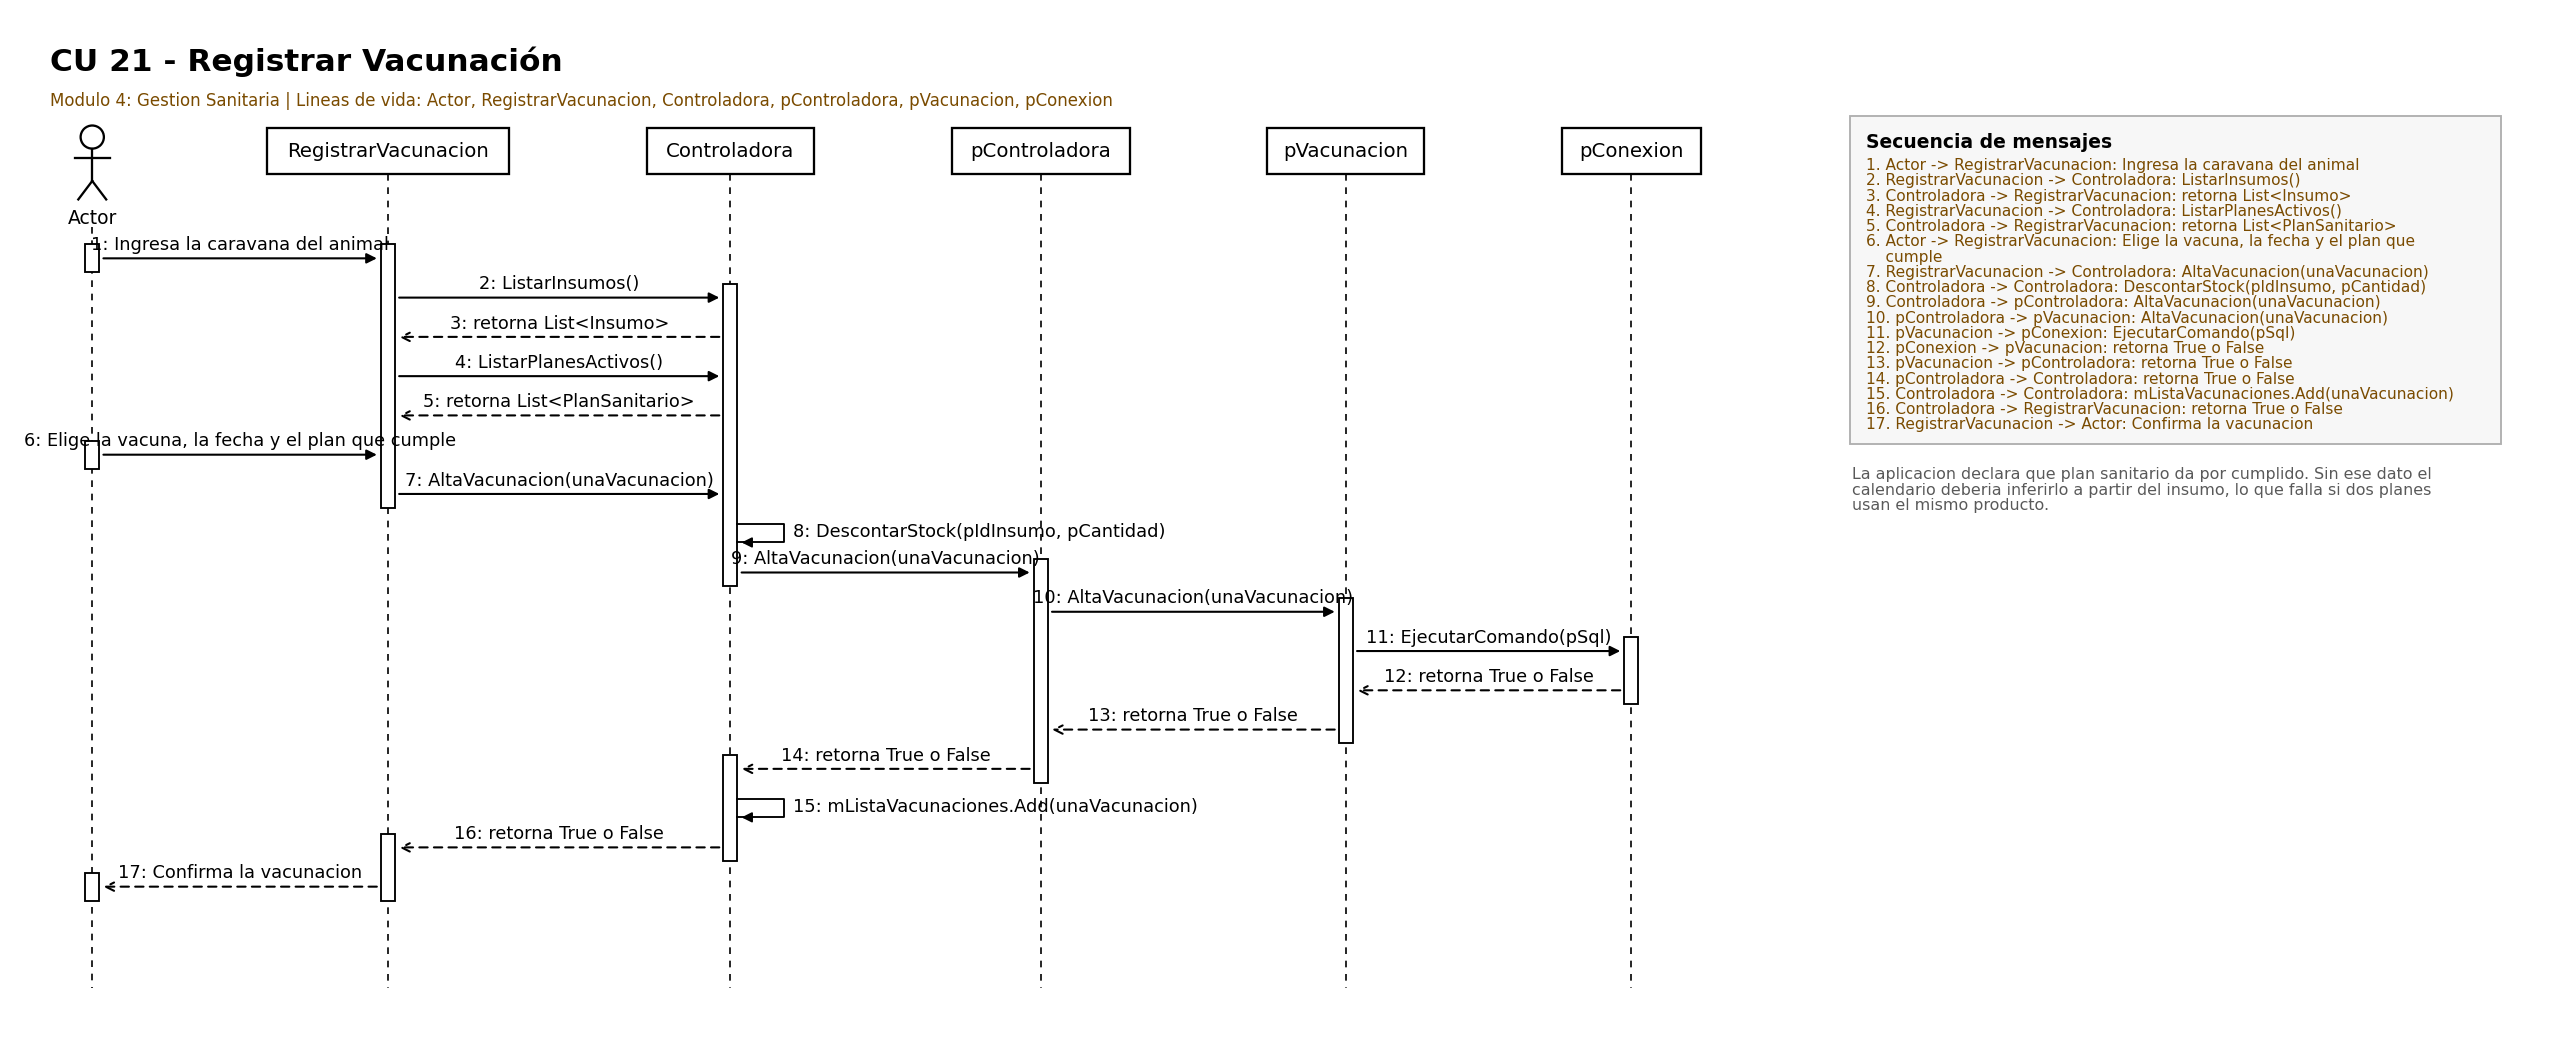 CU 21 - Registrar Vacunación
Modulo 4: Gestion Sanitaria | Lineas de vida: Actor, RegistrarVacunacion, Controladora, pControladora, pVacunacion, pConexion
Actor
RegistrarVacunacion
Controladora
pControladora
pVacunacion
pConexion
1: Ingresa la caravana del animal
2: ListarInsumos()
3: retorna List<Insumo>
4: ListarPlanesActivos()
5: retorna List<PlanSanitario>
6: Elige la vacuna, la fecha y el plan que cumple
7: AltaVacunacion(unaVacunacion)
8: DescontarStock(pIdInsumo, pCantidad)
9: AltaVacunacion(unaVacunacion)
10: AltaVacunacion(unaVacunacion)
11: EjecutarComando(pSql)
12: retorna True o False
13: retorna True o False
14: retorna True o False
15: mListaVacunaciones.Add(unaVacunacion)
16: retorna True o False
17: Confirma la vacunacion
Secuencia de mensajes
1. Actor -> RegistrarVacunacion: Ingresa la caravana del animal
2. RegistrarVacunacion -> Controladora: ListarInsumos()
3. Controladora -> RegistrarVacunacion: retorna List<Insumo>
4. RegistrarVacunacion -> Controladora: ListarPlanesActivos()
5. Controladora -> RegistrarVacunacion: retorna List<PlanSanitario>
6. Actor -> RegistrarVacunacion: Elige la vacuna, la fecha y el plan que
cumple
7. RegistrarVacunacion -> Controladora: AltaVacunacion(unaVacunacion)
8. Controladora -> Controladora: DescontarStock(pIdInsumo, pCantidad)
9. Controladora -> pControladora: AltaVacunacion(unaVacunacion)
10. pControladora -> pVacunacion: AltaVacunacion(unaVacunacion)
11. pVacunacion -> pConexion: EjecutarComando(pSql)
12. pConexion -> pVacunacion: retorna True o False
13. pVacunacion -> pControladora: retorna True o False
14. pControladora -> Controladora: retorna True o False
15. Controladora -> Controladora: mListaVacunaciones.Add(unaVacunacion)
16. Controladora -> RegistrarVacunacion: retorna True o False
17. RegistrarVacunacion -> Actor: Confirma la vacunacion
La aplicacion declara que plan sanitario da por cumplido. Sin ese dato el
calendario deberia inferirlo a partir del insumo, lo que falla si dos planes
usan el mismo producto.